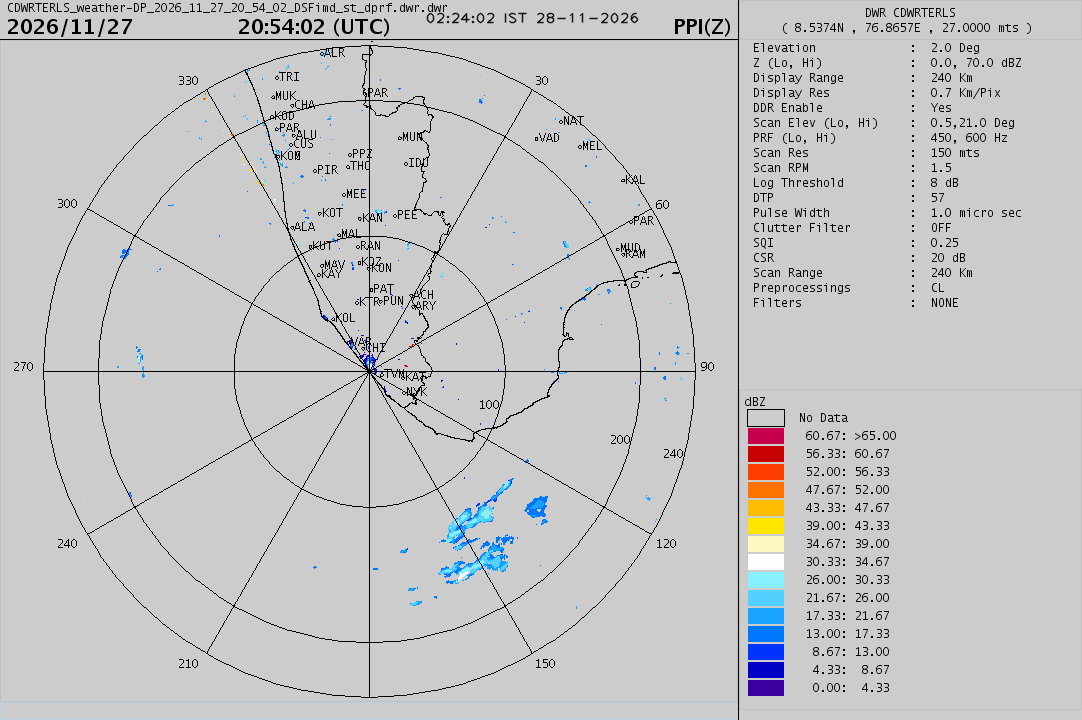 CDWRTERLS_weather-DP_2026_11_27_20_54_02_DSFimd_st_dprf.dwr.dwr
2026/11/27 20:54:02 (UTC) 02:24:02 IST 28-11-2026 PPI(Z)
DWR CDWRTERLS
( 8.5374N , 76.8657E , 27.0000 mts )
Elevation : 2.0 Deg
Z (Lo, Hi) : 0.0, 70.0 dBZ
Display Range : 240 Km
Display Res : 0.7 Km/Pix
DDR Enable : Yes
Scan Elev (Lo, Hi) : 0.5,21.0 Deg
PRF (Lo, Hi) : 450, 600 Hz
Scan Res : 150 mts
Scan RPM : 1.5
Log Threshold : 8 dB
DTP : 57
Pulse Width : 1.0 micro sec
Clutter Filter : OFF
SQI : 0.25
CSR : 20 dB
Scan Range : 240 Km
Preprocessings : CL
Filters : NONE
dBZ
No Data
60.67: >65.00
56.33: 60.67
52.00: 56.33
47.67: 52.00
43.33: 47.67
39.00: 43.33
34.67: 39.00
30.33: 34.67
26.00: 30.33
21.67: 26.00
17.33: 21.67
13.00: 17.33
8.67: 13.00
4.33: 8.67
0.00: 4.33
ALR
330
TRI
30
PAR
MUK
CHA
KOD
NAT
PAR
ALU
MUN
VAD
CUS
MEL
PPZ
THO
IDU
PIR
KAL
MEE
300
60
KOT
KAN
PEE
PAR
ALA
MAL
KUT
RAN
MUD
RAM
KOZ
MAV
KON
KAY
PAT
ACH
KTR
PUN
ARY
KOL
VAR
CHI
270
90
TVM
KAT
NYK
100
200
240
240
120
210
150